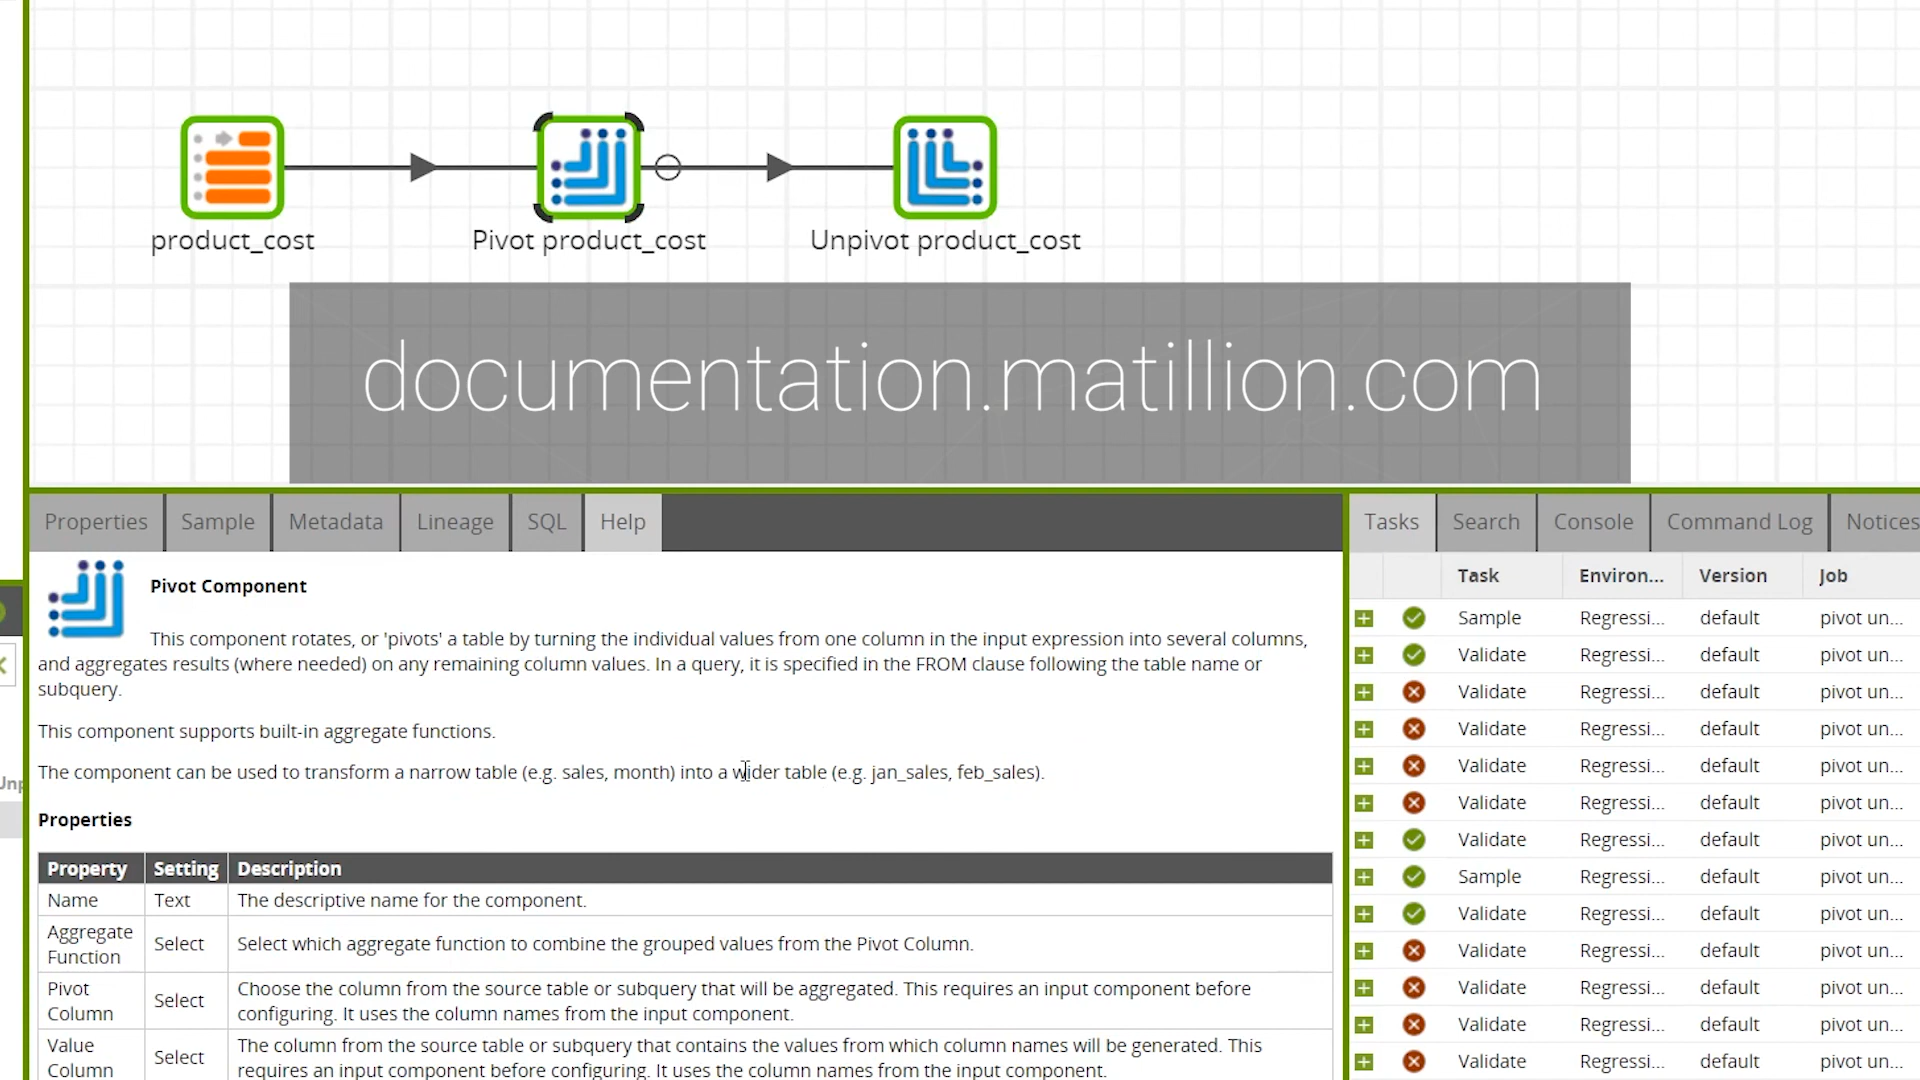 product_cost
Pivot product_cost
Unpivot product_cost
documentation.matillion.com
Properties Sample Metadata Lineage SQL Help
Pivot Component
This component rotates, or 'pivots' a table by turning the individual values from one column in the input expression into several columns,
and aggregates results (where needed) on any remaining column values. In a query, it is specified in the FROM clause following the table name or
subquery.
This component supports built-in aggregate functions.
The component can be used to transform a narrow table (e.g. sales, month) into a wider table (e.g. jan_sales, feb_sales).
Properties
Property Setting Description
Name Text The descriptive name for the component.
Aggregate
Function Select Select which aggregate function to combine the grouped values from the Pivot Column.
Pivot
Column Select Choose the column from the source table or subquery that will be aggregated. This requires an input component before
configuring. It uses the column names from the input component.
Value
Column Select The column from the source table or subquery that contains the values from which column names will be generated. This
requires an input component before configuring. It uses the column names from the input component.
Tasks Search Console Command Log Notices
Task Environ... Version Job
Sample Regressi... default pivot un...
Validate Regressi... default pivot un...
Validate Regressi... default pivot un...
Validate Regressi... default pivot un...
Validate Regressi... default pivot un...
Validate Regressi... default pivot un...
Validate Regressi... default pivot un...
Sample Regressi... default pivot un...
Validate Regressi... default pivot un...
Validate Regressi... default pivot un...
Validate Regressi... default pivot un...
Validate Regressi... default pivot un...
Validate Regressi... default pivot un...